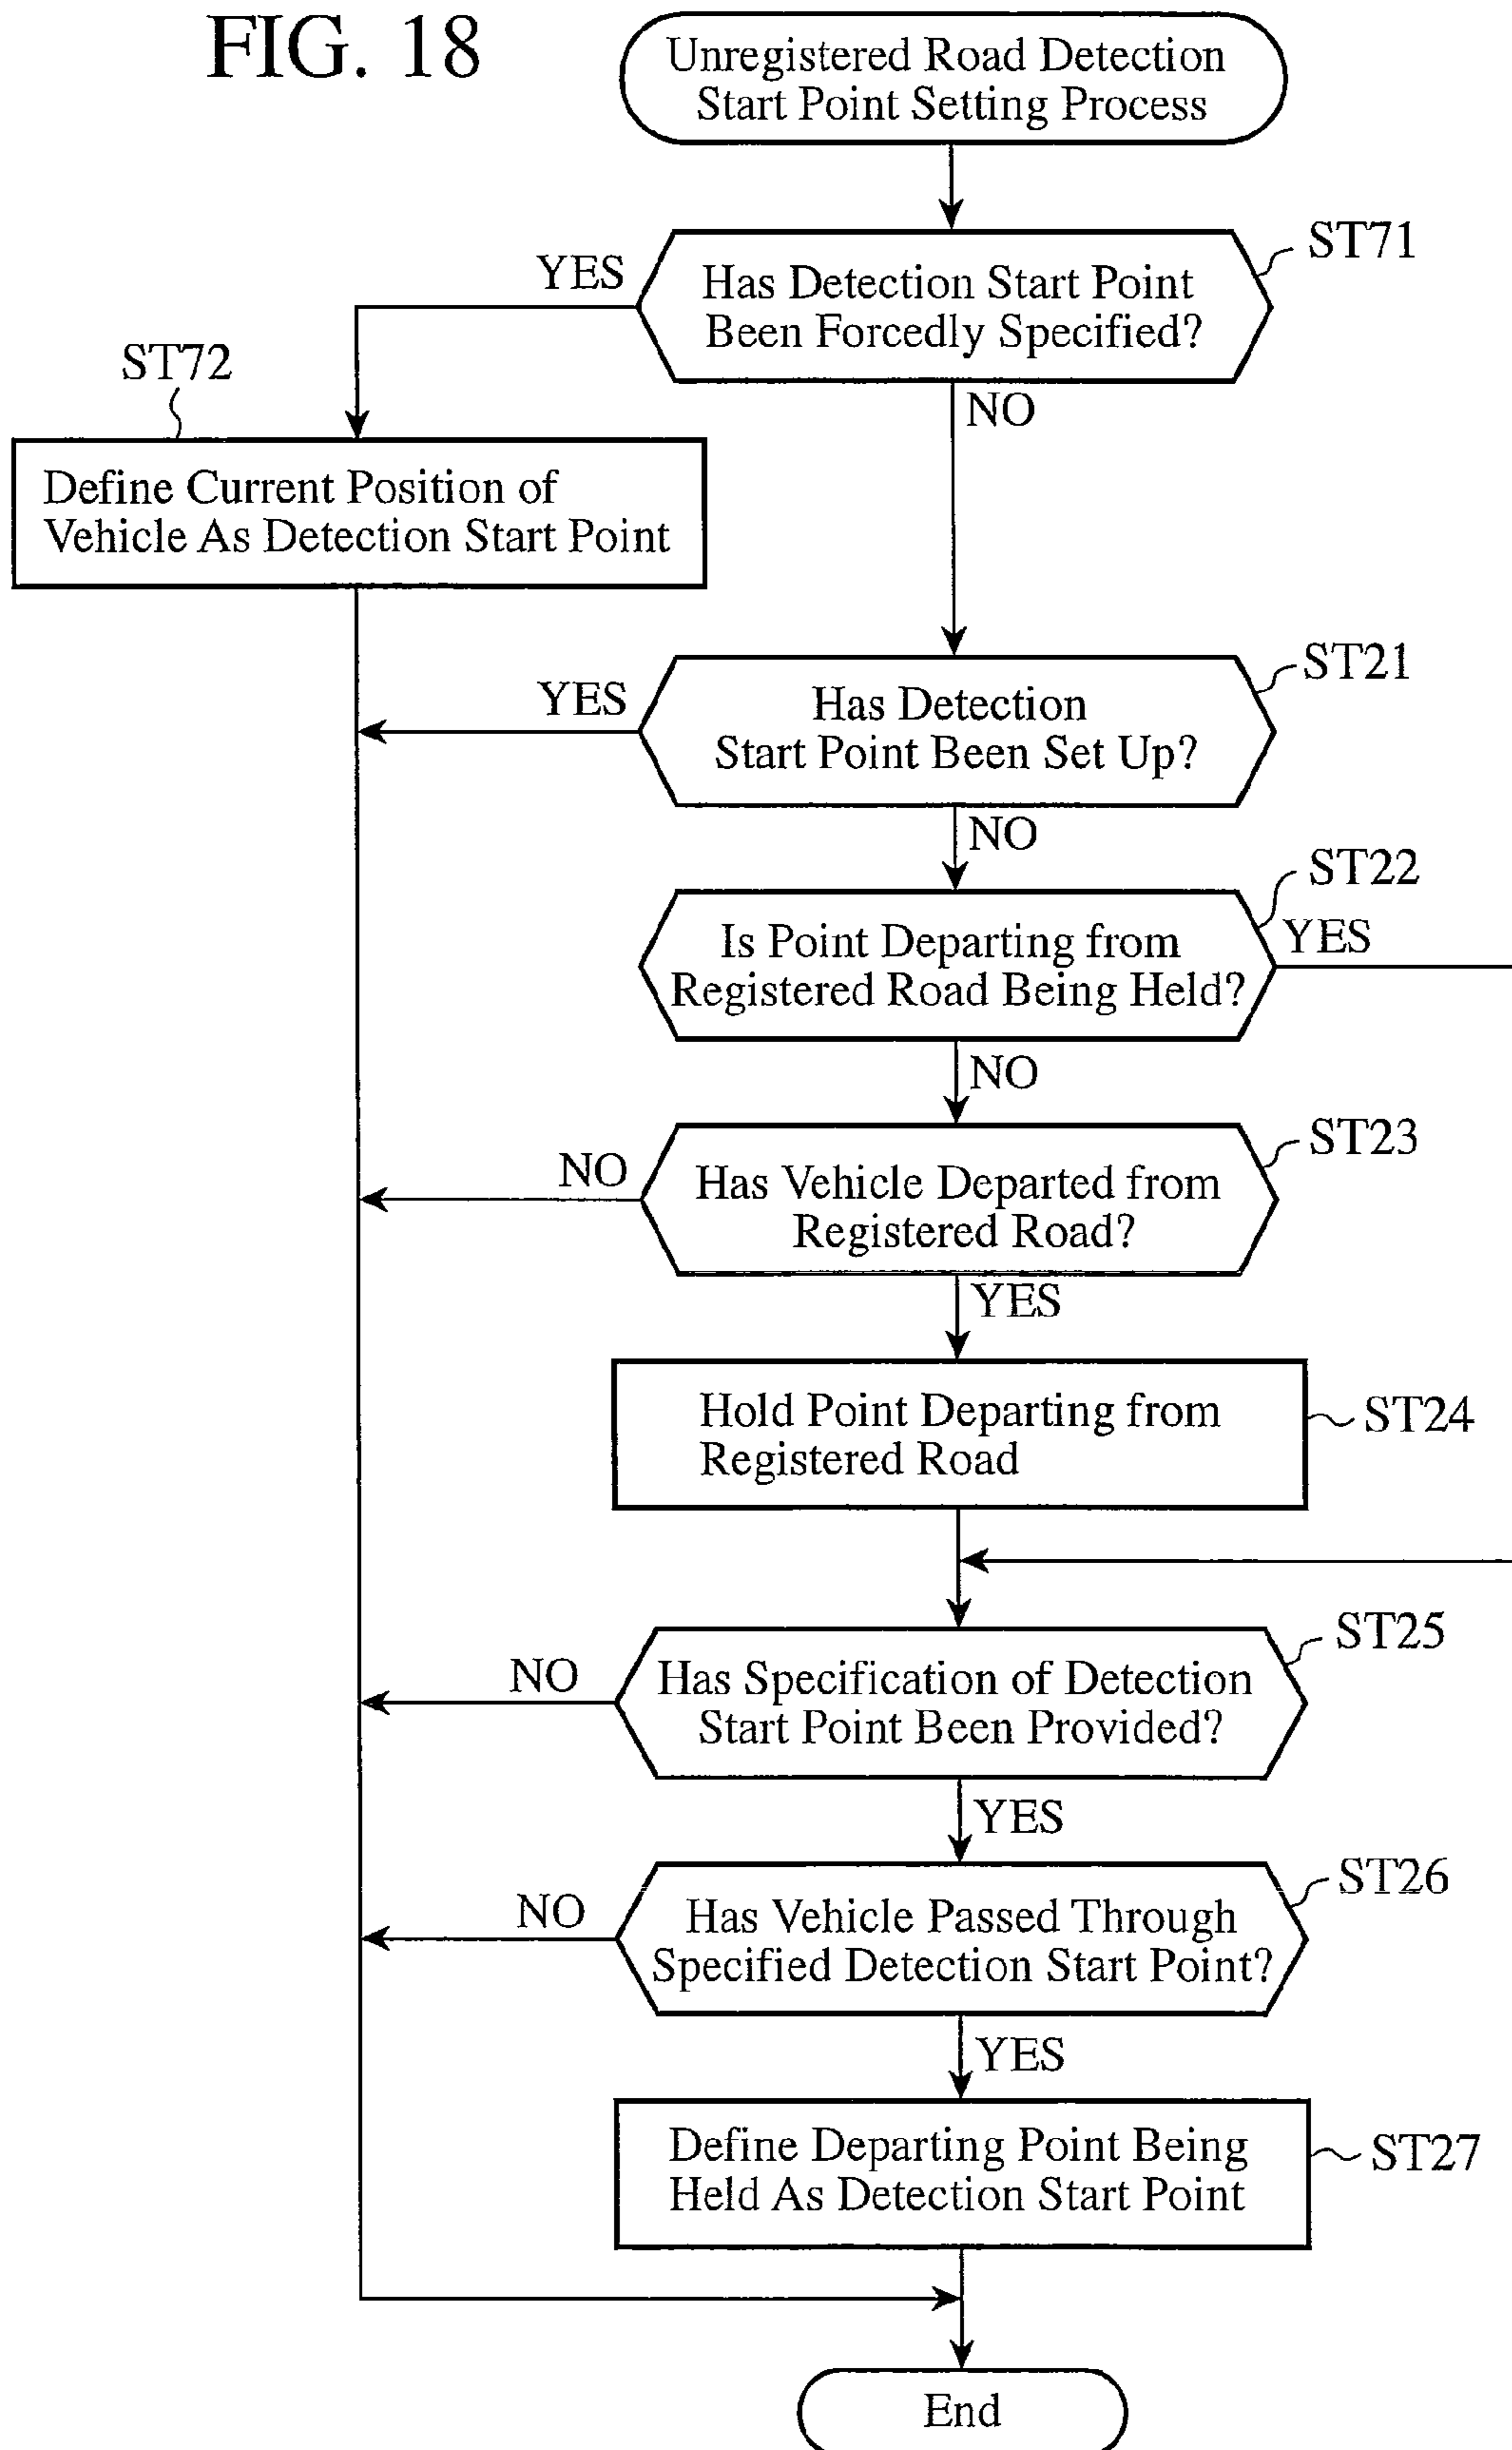 FIG. 18
Unregistered Road Detection
Start Point Setting Process
ST71
YES
Has Detection Start Point
Been Forcedly Specified?
ST72
NO
Define Current Position of
Vehicle As Detection Start Point
ST21
YES
Has Detection
Start Point Been Set Up?
NO
ST22
Is Point Departing from
Registered Road Being Held?
YES
NO
ST23
NO
Has Vehicle Departed from
Registered Road?
YES
Hold Point Departing from
Registered Road
ST24
ST25
NO
Has Specification of Detection
Start Point Been Provided?
YES
ST26
NO
Has Vehicle Passed Through
Specified Detection Start Point?
YES
Define Departing Point Being
Held As Detection Start Point
ST27
End